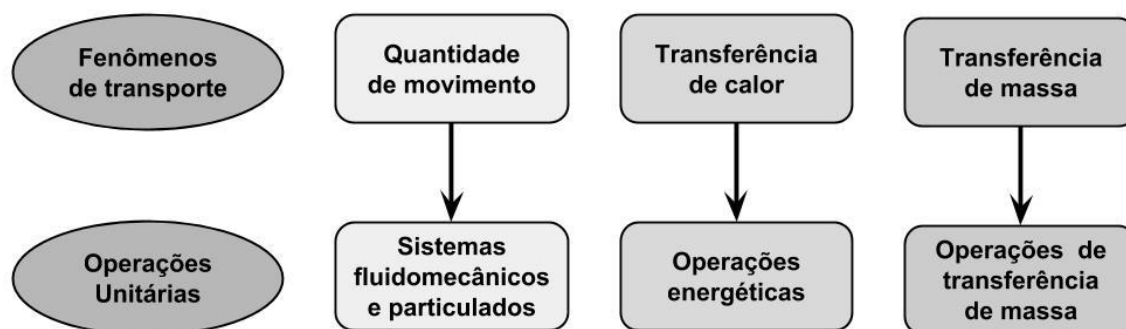 Fenômenos
de transporte
Quantidade
de movimento
Transferência
de calor
Transferência
de massa
Operações
Unitárias
Sistemas
fluidomecânicos
e particulados
Operações
energéticas
Operações de
transferência
de massa